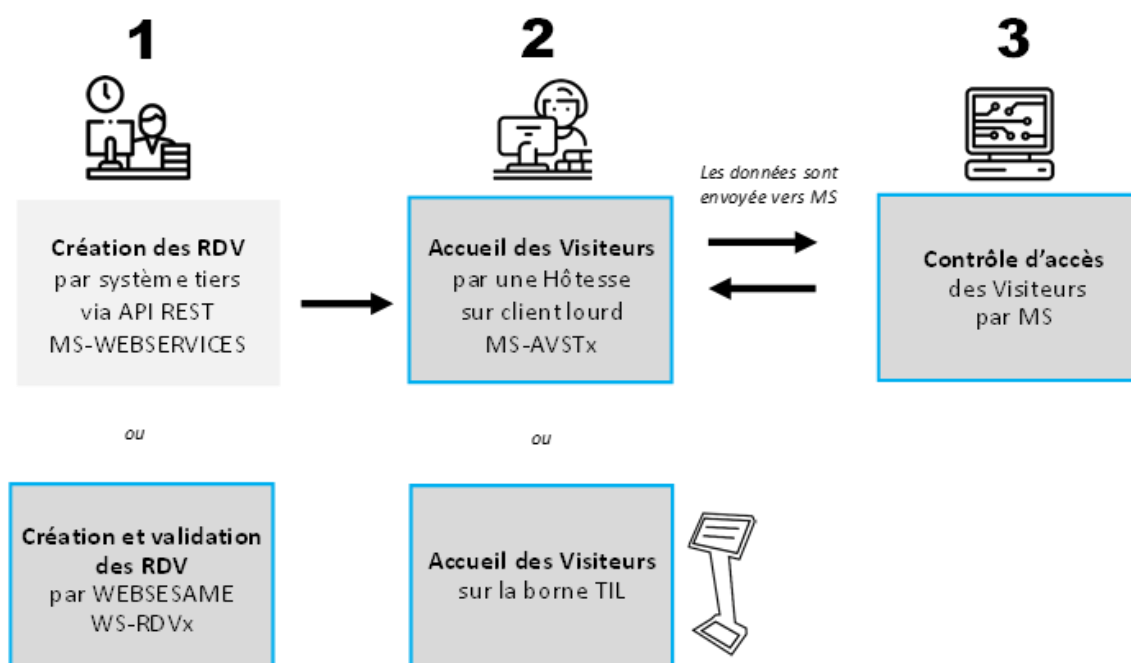 1
2
3
Les données sont
envoyée vers MS
Création des RDV
par système tiers
via API REST
MS-WEBSERVICES
Accueil des Visiteurs
par une Hôtesse
sur client lourd
MS-AVSTx
Contrôle d'accès
des Visiteurs
par MS
ou
ou
Création et validation
des RDV
par WEBSESAME
WS-RDVx
Accueil des Visiteurs
sur la borne TIL